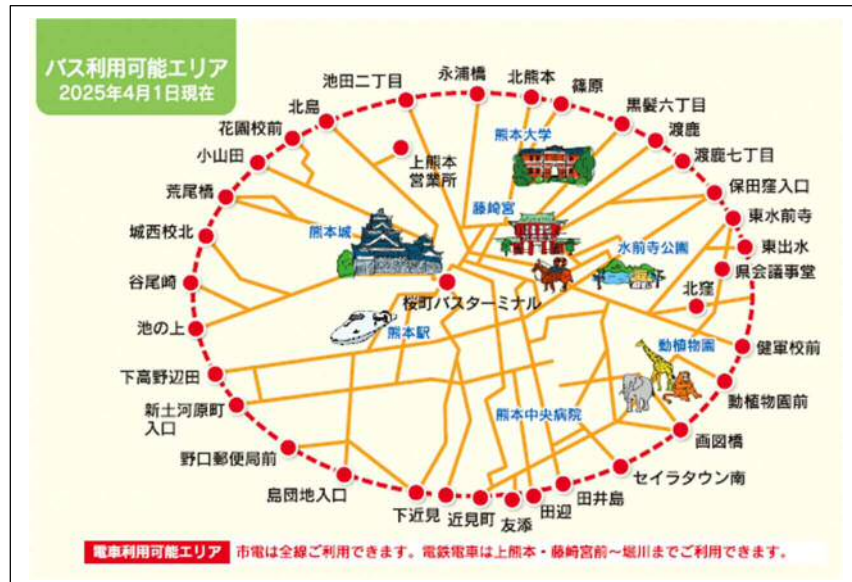 バス利用可能エリア
2025年4月1日現在
池田二丁目
永浦橋
北熊本
篠原
黒髪六丁目
渡鹿
渡鹿七丁目
保田窪入口
東水前寺
東出水
県会議事堂
北窪
健軍校前
動植物園前
画図橋
セイラタウン南
田井島
田迎
友添
近見町
下近見
島団地入口
野口郵便局前
新土河原町
入口
下高野辺田
池の上
谷尾崎
城西校北
荒尾橋
小山田
花園校前
北島
上熊本
営業所
熊本大学
藤崎宮
熊本城
水前寺公園
桜町バスターミナル
熊本駅
動植物園
熊本中央病院
電車利用可能エリア 市電は全線ご利用できます。電鉄電車は上熊本・藤崎宮前～堀川までご利用できます。